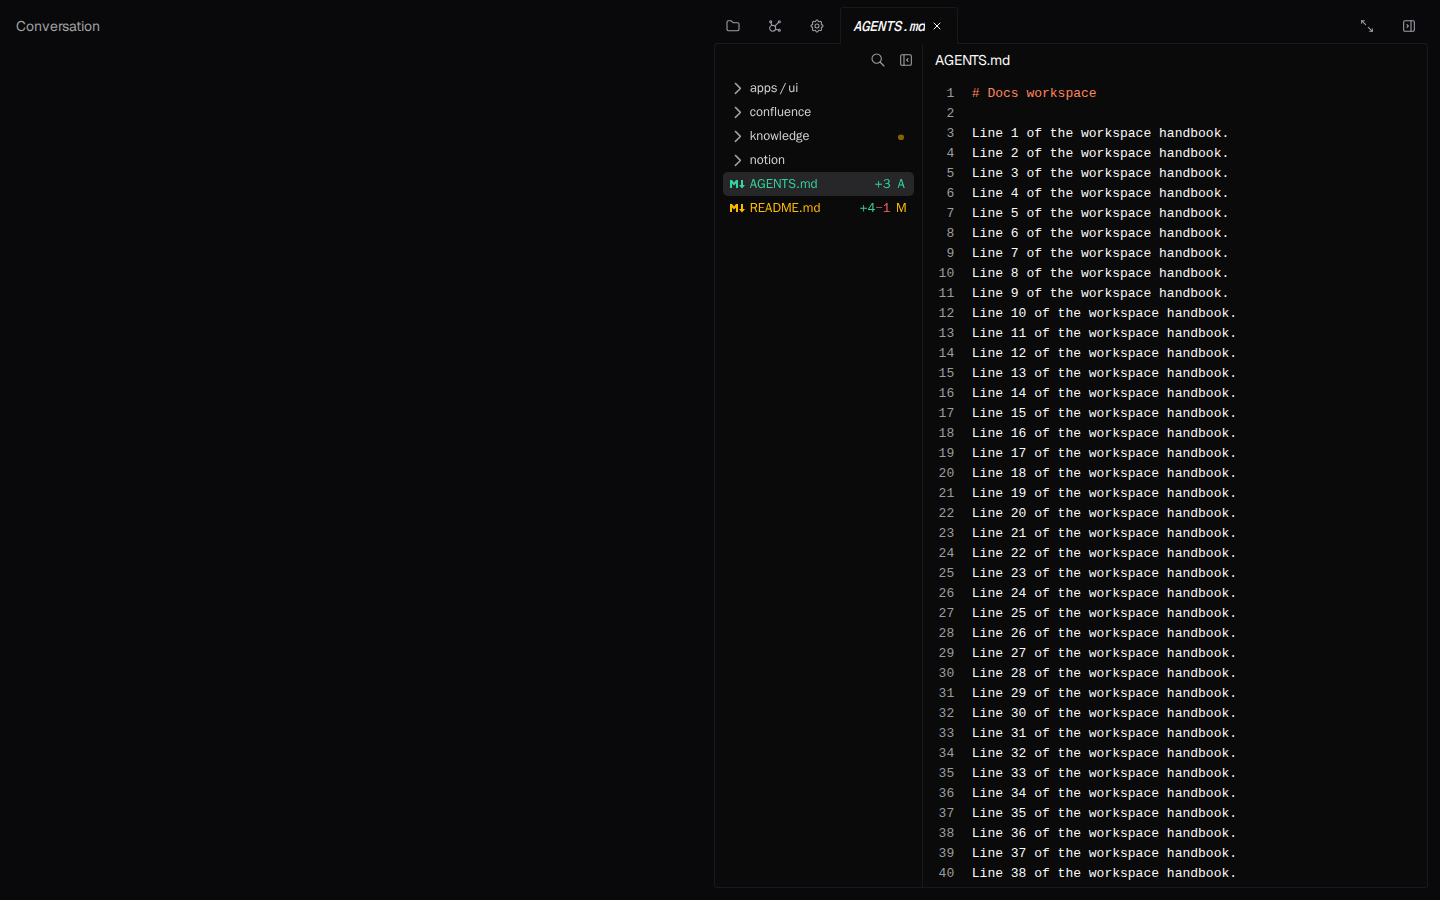 Conversation
AGENTS.md
AGENTS.md
apps / ui
confluence
knowledge
notion
M↓ AGENTS.md +3 A
M↓ README.md +4 −1 M
1 # Docs workspace
2
3 Line 1 of the workspace handbook.
4 Line 2 of the workspace handbook.
5 Line 3 of the workspace handbook.
6 Line 4 of the workspace handbook.
7 Line 5 of the workspace handbook.
8 Line 6 of the workspace handbook.
9 Line 7 of the workspace handbook.
10 Line 8 of the workspace handbook.
11 Line 9 of the workspace handbook.
12 Line 10 of the workspace handbook.
13 Line 11 of the workspace handbook.
14 Line 12 of the workspace handbook.
15 Line 13 of the workspace handbook.
16 Line 14 of the workspace handbook.
17 Line 15 of the workspace handbook.
18 Line 16 of the workspace handbook.
19 Line 17 of the workspace handbook.
20 Line 18 of the workspace handbook.
21 Line 19 of the workspace handbook.
22 Line 20 of the workspace handbook.
23 Line 21 of the workspace handbook.
24 Line 22 of the workspace handbook.
25 Line 23 of the workspace handbook.
26 Line 24 of the workspace handbook.
27 Line 25 of the workspace handbook.
28 Line 26 of the workspace handbook.
29 Line 27 of the workspace handbook.
30 Line 28 of the workspace handbook.
31 Line 29 of the workspace handbook.
32 Line 30 of the workspace handbook.
33 Line 31 of the workspace handbook.
34 Line 32 of the workspace handbook.
35 Line 33 of the workspace handbook.
36 Line 34 of the workspace handbook.
37 Line 35 of the workspace handbook.
38 Line 36 of the workspace handbook.
39 Line 37 of the workspace handbook.
40 Line 38 of the workspace handbook.